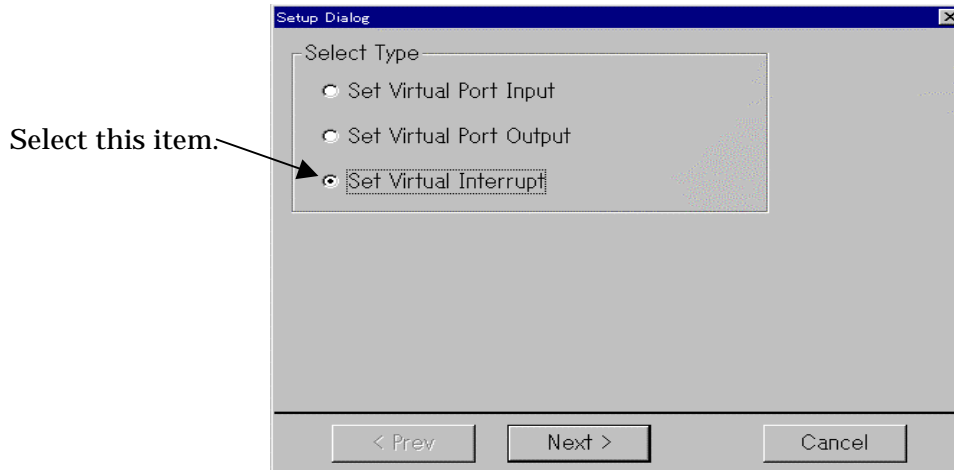 Setup Dialog
Select Type
Set Virtual Port Input
Set Virtual Port Output
Select this item.
Set Virtual Interrupt
< Prev
Next >
Cancel